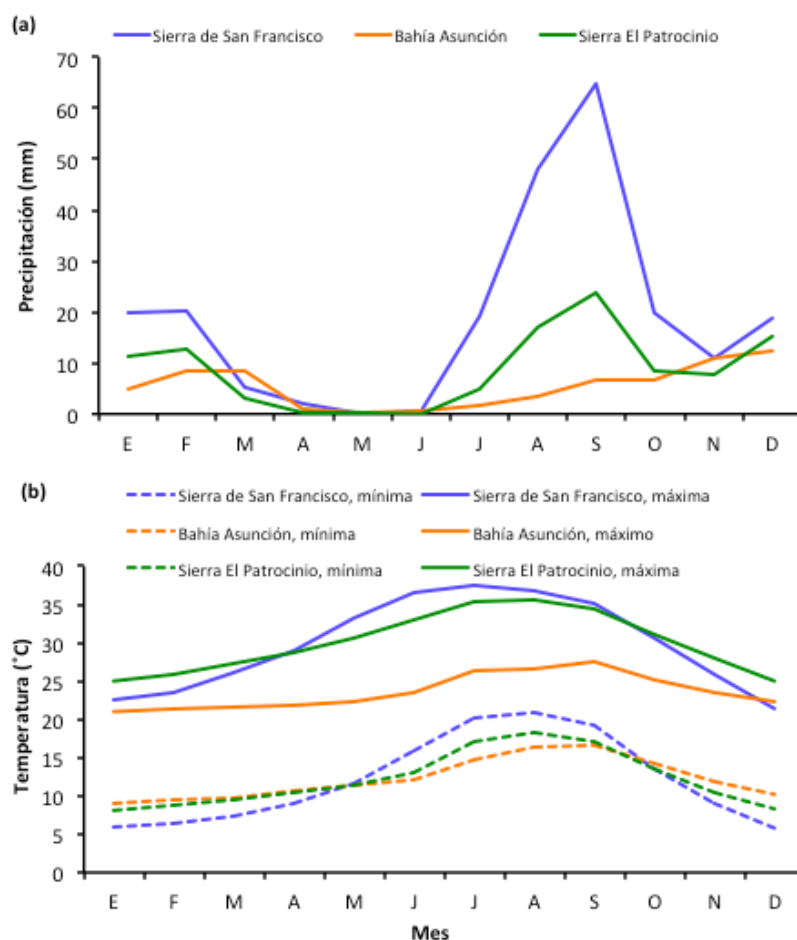 (a)
Sierra de San Francisco Bahía Asunción Sierra El Patrocinio
Precipitación (mm)
70
60
50
40
30
20
10
0
E F M A M J J A S O N D
(b)
Sierra de San Francisco, mínima Sierra de San Francisco, máxima
Bahía Asunción, mínima Bahía Asunción, máximo
Sierra El Patrocinio, mínima Sierra El Patrocinio, máxima
Temperatura (˚C)
40
35
30
25
20
15
10
5
0
E F M A M J J A S O N D
Mes